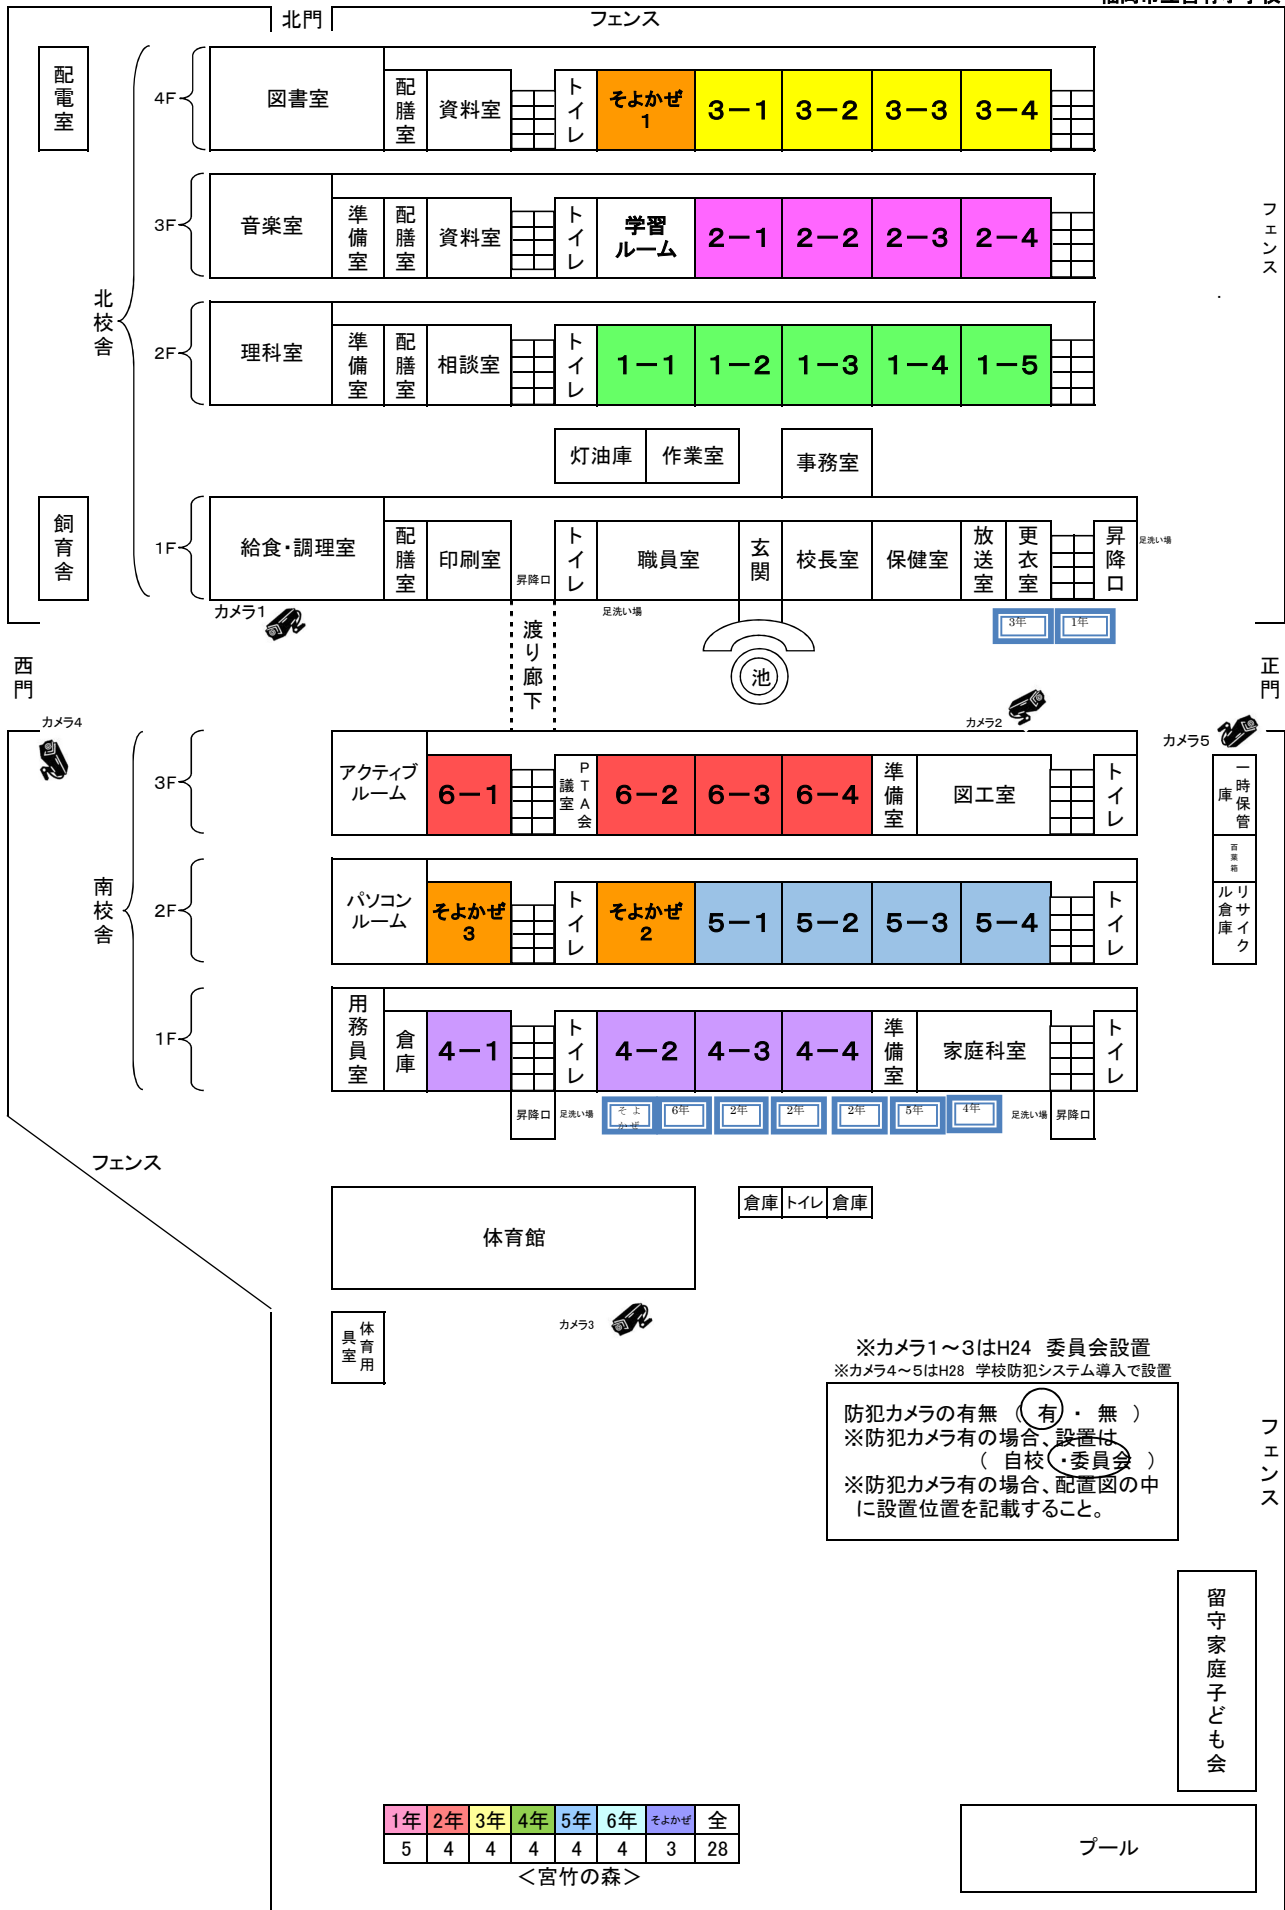 北門
フェンス
配電室
4F
図書室
配膳室
資料室
トイレ
そよかぜ
1
3－1
3－2
3－3
3－4
3F
音楽室
準備室
配膳室
資料室
トイレ
学習
ルーム
2－1
2－2
2－3
2－4
フェンス
北校舎
2F
理科室
準備室
配膳室
相談室
トイレ
1－1
1－2
1－3
1－4
1－5
灯油庫
作業室
事務室
飼育舎
1F
給食・調理室
配膳室
印刷室
昇降口
トイレ
職員室
玄関
校長室
保健室
放送室
更衣室
昇降口
足洗い場
カメラ1
足洗い場
3年
1年
渡り廊下
池
西門
正門
カメラ4
カメラ2
カメラ5
3F
アクティブ
ルーム
6－1
PTA会
議室
6－2
6－3
6－4
準備室
図工室
トイレ
一時保管
庫
百葉箱
リサイク
ル倉庫
南校舎
2F
パソコン
ルーム
そよかぜ
3
トイレ
そよかぜ
2
5－1
5－2
5－3
5－4
トイレ
1F
用務員室
倉庫
4－1
トイレ
4－2
4－3
4－4
準備室
家庭科室
トイレ
昇降口
足洗い場
そよ
かぜ
6年
2年
2年
2年
5年
4年
足洗い場
昇降口
フェンス
体育館
倉庫
トイレ
倉庫
体育用
具室
カメラ3
※カメラ1～3はH24 委員会設置
※カメラ4～5はH28 学校防犯システム導入で設置
防犯カメラの有無 （ 有 ・ 無 ）
※防犯カメラ有の場合、設置は
（ 自校 ・委員会 ）
※防犯カメラ有の場合、配置図の中
に設置位置を記載すること。
フェンス
留守家庭子ども会
1年 2年 3年 4年 5年 6年 そよかぜ 全
5 4 4 4 4 4 3 28
＜宮竹の森＞
プール